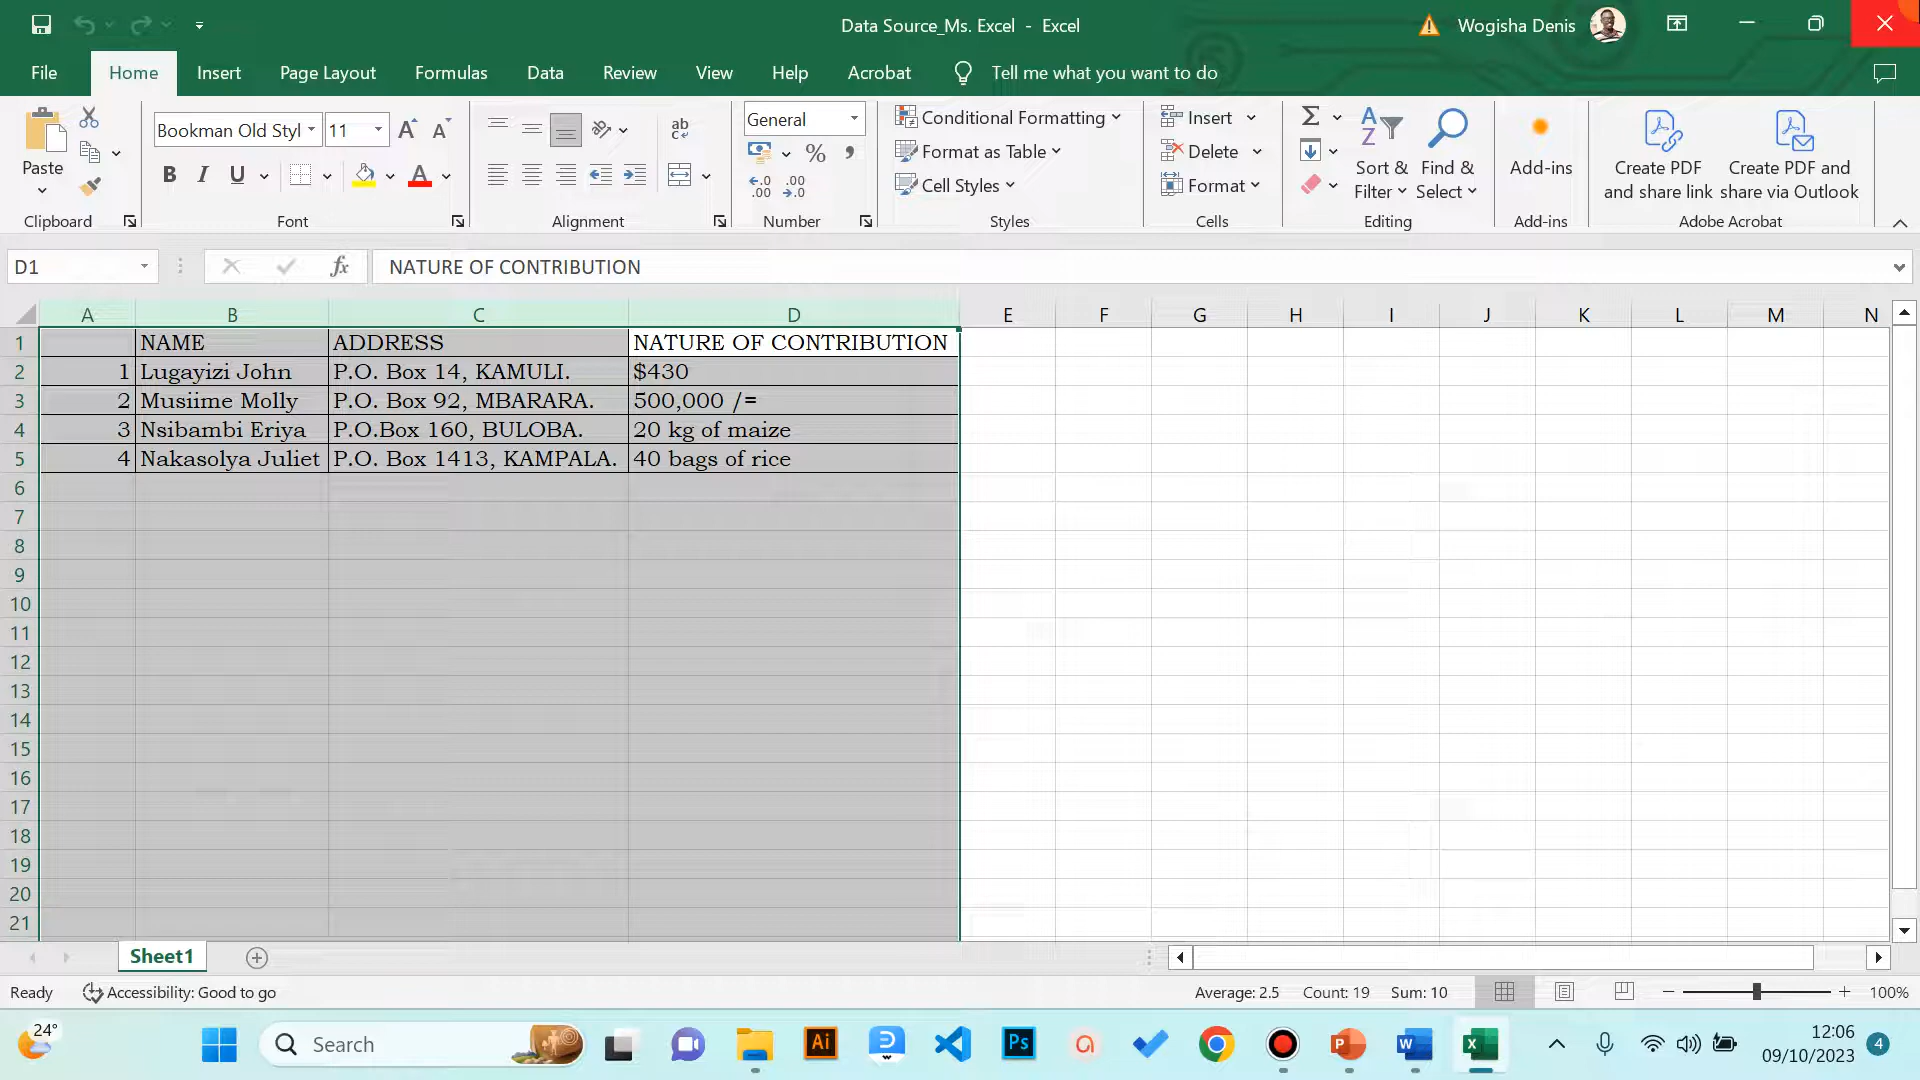 Data Source_Ms. Excel - Excel
Wogisha Denis
File Home Insert Page Layout Formulas Data Review View Help Acrobat Tell me what you want to do
Paste
Clipboard
Bookman Old Styl 11
B I U A
Font
ab
Alignment
General
Number
Conditional Formatting
Format as Table
Cell Styles
Styles
Insert
Delete
Format
Cells
Sort & Filter
Find & Select
Editing
Add-ins
Add-ins
Create PDF and share link
Create PDF and share via Outlook
Adobe Acrobat
D1 fx NATURE OF CONTRIBUTION
A B C D E F G H I J K L M N
1 NAME ADDRESS NATURE OF CONTRIBUTION
2 1 Lugayizi John P.O. Box 14, KAMULI. $430
3 2 Musiime Molly P.O. Box 92, MBARARA. 500,000 /=
4 3 Nsibambi Eriya P.O.Box 160, BULOBA. 20 kg of maize
5 4 Nakasolya Juliet P.O. Box 1413, KAMPALA. 40 bags of rice
6
7
8
9
10
11
12
13
14
15
16
17
18
19
20
21
Sheet1
Ready Accessibility: Good to go Average: 2.5 Count: 19 Sum: 10 100%
24°
Search
12:06
09/10/2023
4